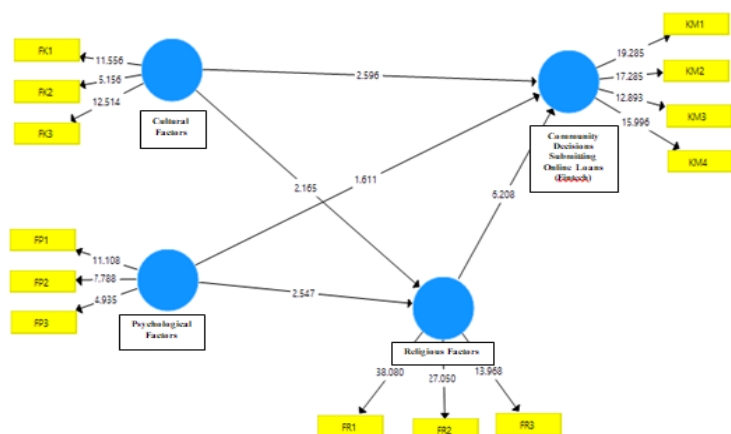 KM1
FK1
11.556
19.285
FK2
5.156
2.596
17.285
KM2
12.514
12.893
FK3
KM3
Cultural
Factors
15.996
Community
Decisions
Submitting
Online Loans
(Fintech)
KM4
2.165
1.611
6.208
FP1
11.108
FP2
7.788
2.547
4.935
FP3
Psychological
Factors
Religious Factors
38.080
27.050
13.968
FR1
FR2
FR3